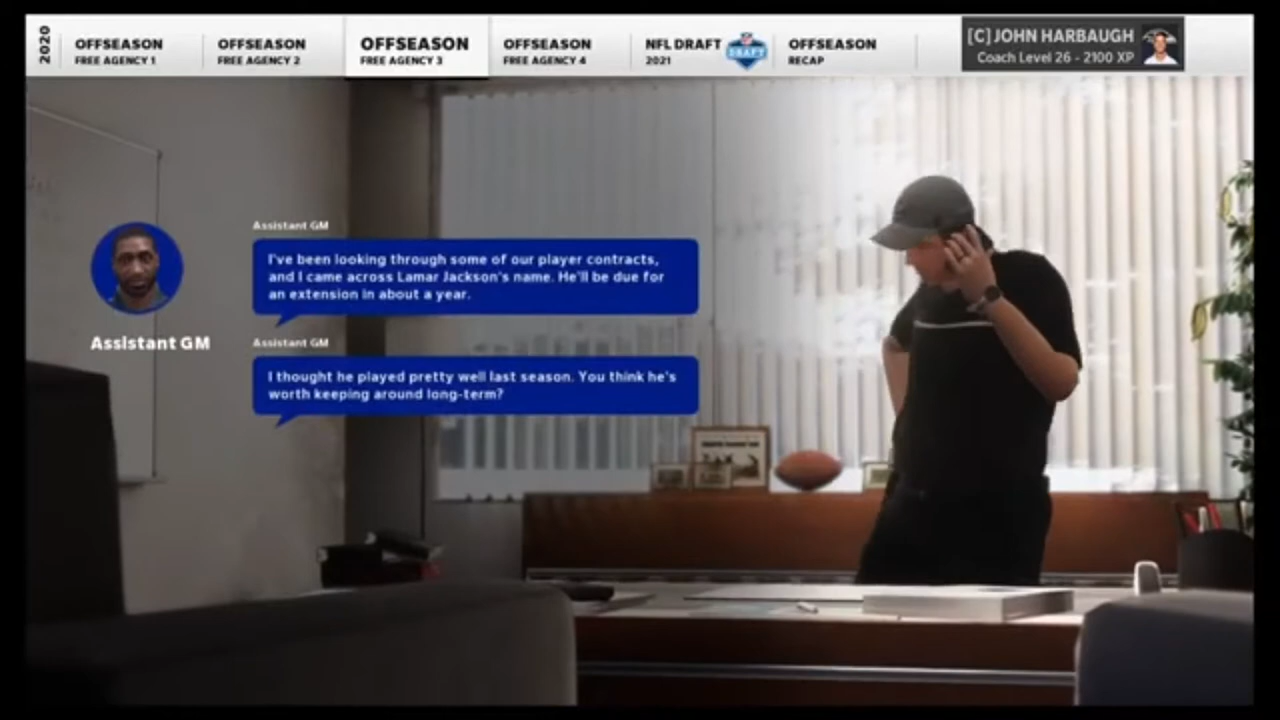 2020
OFFSEASON
FREE AGENCY 1
OFFSEASON
FREE AGENCY 2
OFFSEASON
FREE AGENCY 3
OFFSEASON
FREE AGENCY 4
NFL DRAFT
2021
DRAFT
OFFSEASON
RECAP
[C] JOHN HARBAUGH
Coach Level 26 - 2100 XP
Assistant GM
I've been looking through some of our player contracts,
and I came across Lamar Jackson's name. He'll be due for
an extension in about a year.
Assistant GM
Assistant GM
I thought he played pretty well last season. You think he's
worth keeping around long-term?